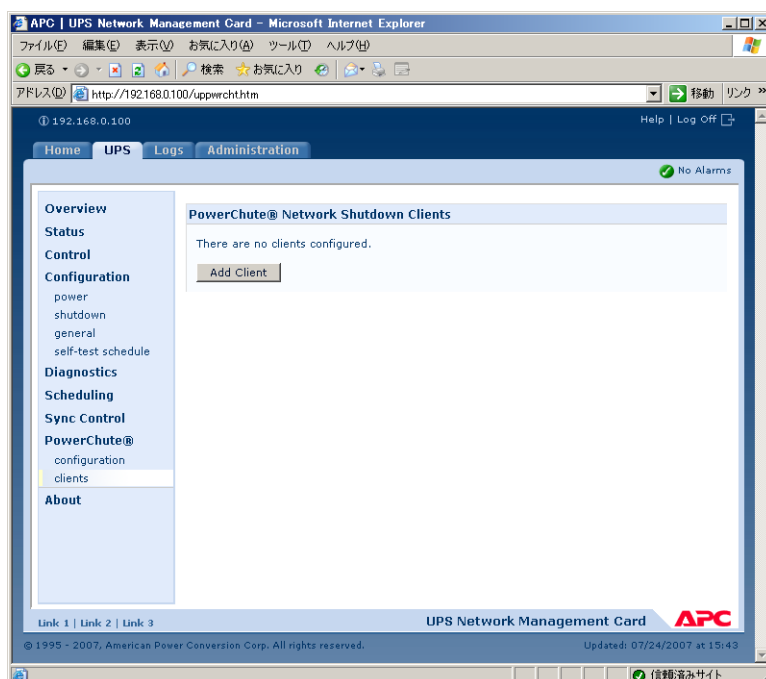 APC | UPS Network Management Card - Microsoft Internet Explorer
ファイル(F) 編集(E) 表示(V) お気に入り(A) ツール(T) ヘルプ(H)
戻る 検索 お気に入り
アドレス(D) http://192.168.0.100/uppwrcht.htm 移動 リンク »
192.168.0.100 Help | Log Off
Home UPS Logs Administration
No Alarms
Overview
Status
Control
Configuration
power
shutdown
general
self-test schedule
Diagnostics
Scheduling
Sync Control
PowerChute®
configuration
clients
About
PowerChute® Network Shutdown Clients
There are no clients configured.
Add Client
Link 1 | Link 2 | Link 3
UPS Network Management Card APC
© 1995 - 2007, American Power Conversion Corp. All rights reserved. Updated: 07/24/2007 at 15:43
信頼済みサイト